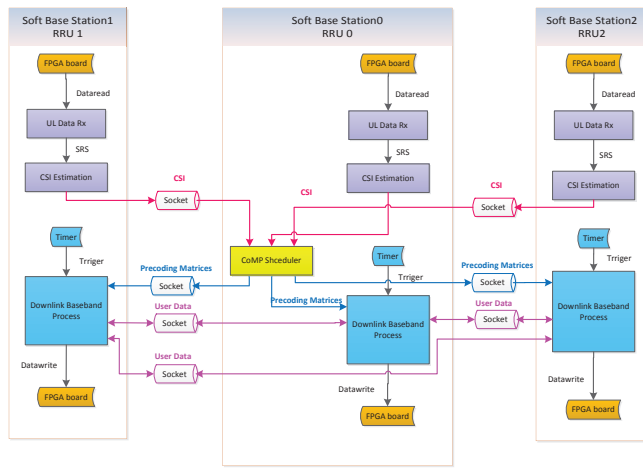 Soft Base Station1
RRU 1
Soft Base Station0
RRU 0
Soft Base Station2
RRU2
FPGA board
FPGA board
FPGA board
Dataread
Dataread
Dataread
UL Data Rx
UL Data Rx
UL Data Rx
SRS
SRS
SRS
CSI Estimation
CSI Estimation
CSI Estimation
CSI
CSI
CSI
Socket
Socket
Timer
Timer
Timer
CoMP Shceduler
Trriger
Trriger
Trriger
Precoding Matrices
Precoding Matrices
Precoding Matrices
Socket
Socket
Downlink Baseband
Process
Downlink Baseband
Process
Downlink Baseband
Process
User Data
User Data
Socket
Socket
User Data
Socket
Datawrite
Datawrite
Datawrite
FPGA board
FPGA board
FPGA board